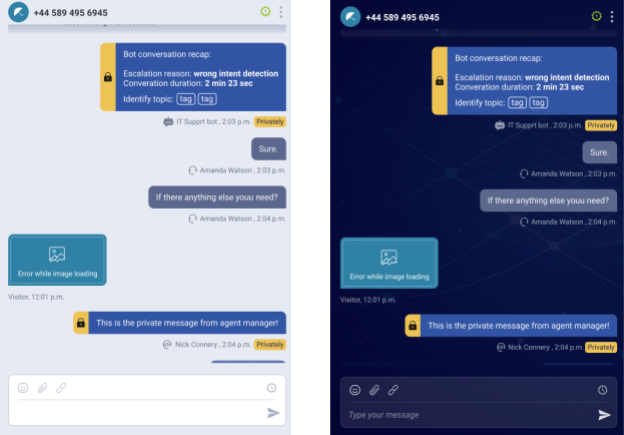 +44 589 495 6945
Bot conversation recap:
Escalation reason: wrong intent detection
Converation duration: 2 min 23 sec
Identify topic: tag tag
IT Supprt bot , 2:03 p.m. Privately
Sure.
Amanda Watson , 2:03 p.m.
If there anything else youu need?
Amanda Watson , 2:04 p.m.
Error while image loading
Visitor, 12:01 p.m.
This is the private message from agent manager!
Nick Connery , 2:04 p.m. Privately
+44 589 495 6945
Bot conversation recap:
Escalation reason: wrong intent detection
Converation duration: 2 min 23 sec
Identify topic: tag tag
IT Supprt bot , 2:03 p.m. Privately
Sure.
Amanda Watson , 2:03 p.m.
If there anything else youu need?
Amanda Watson , 2:04 p.m.
Error while image loading
Visitor, 12:01 p.m.
This is the private message from agent manager!
Nick Connery , 2:04 p.m. Privately
Type your message